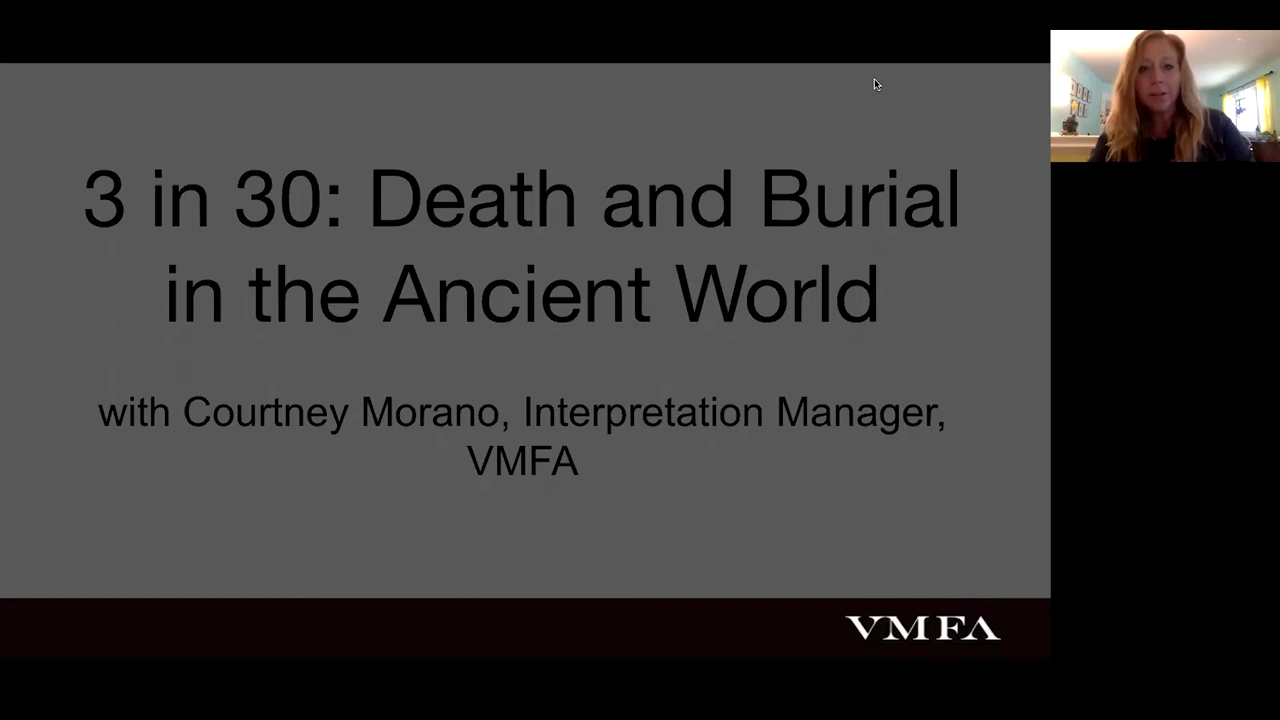 3 in 30: Death and Burial
in the Ancient World
with Courtney Morano, Interpretation Manager,
VMFA
VMFA